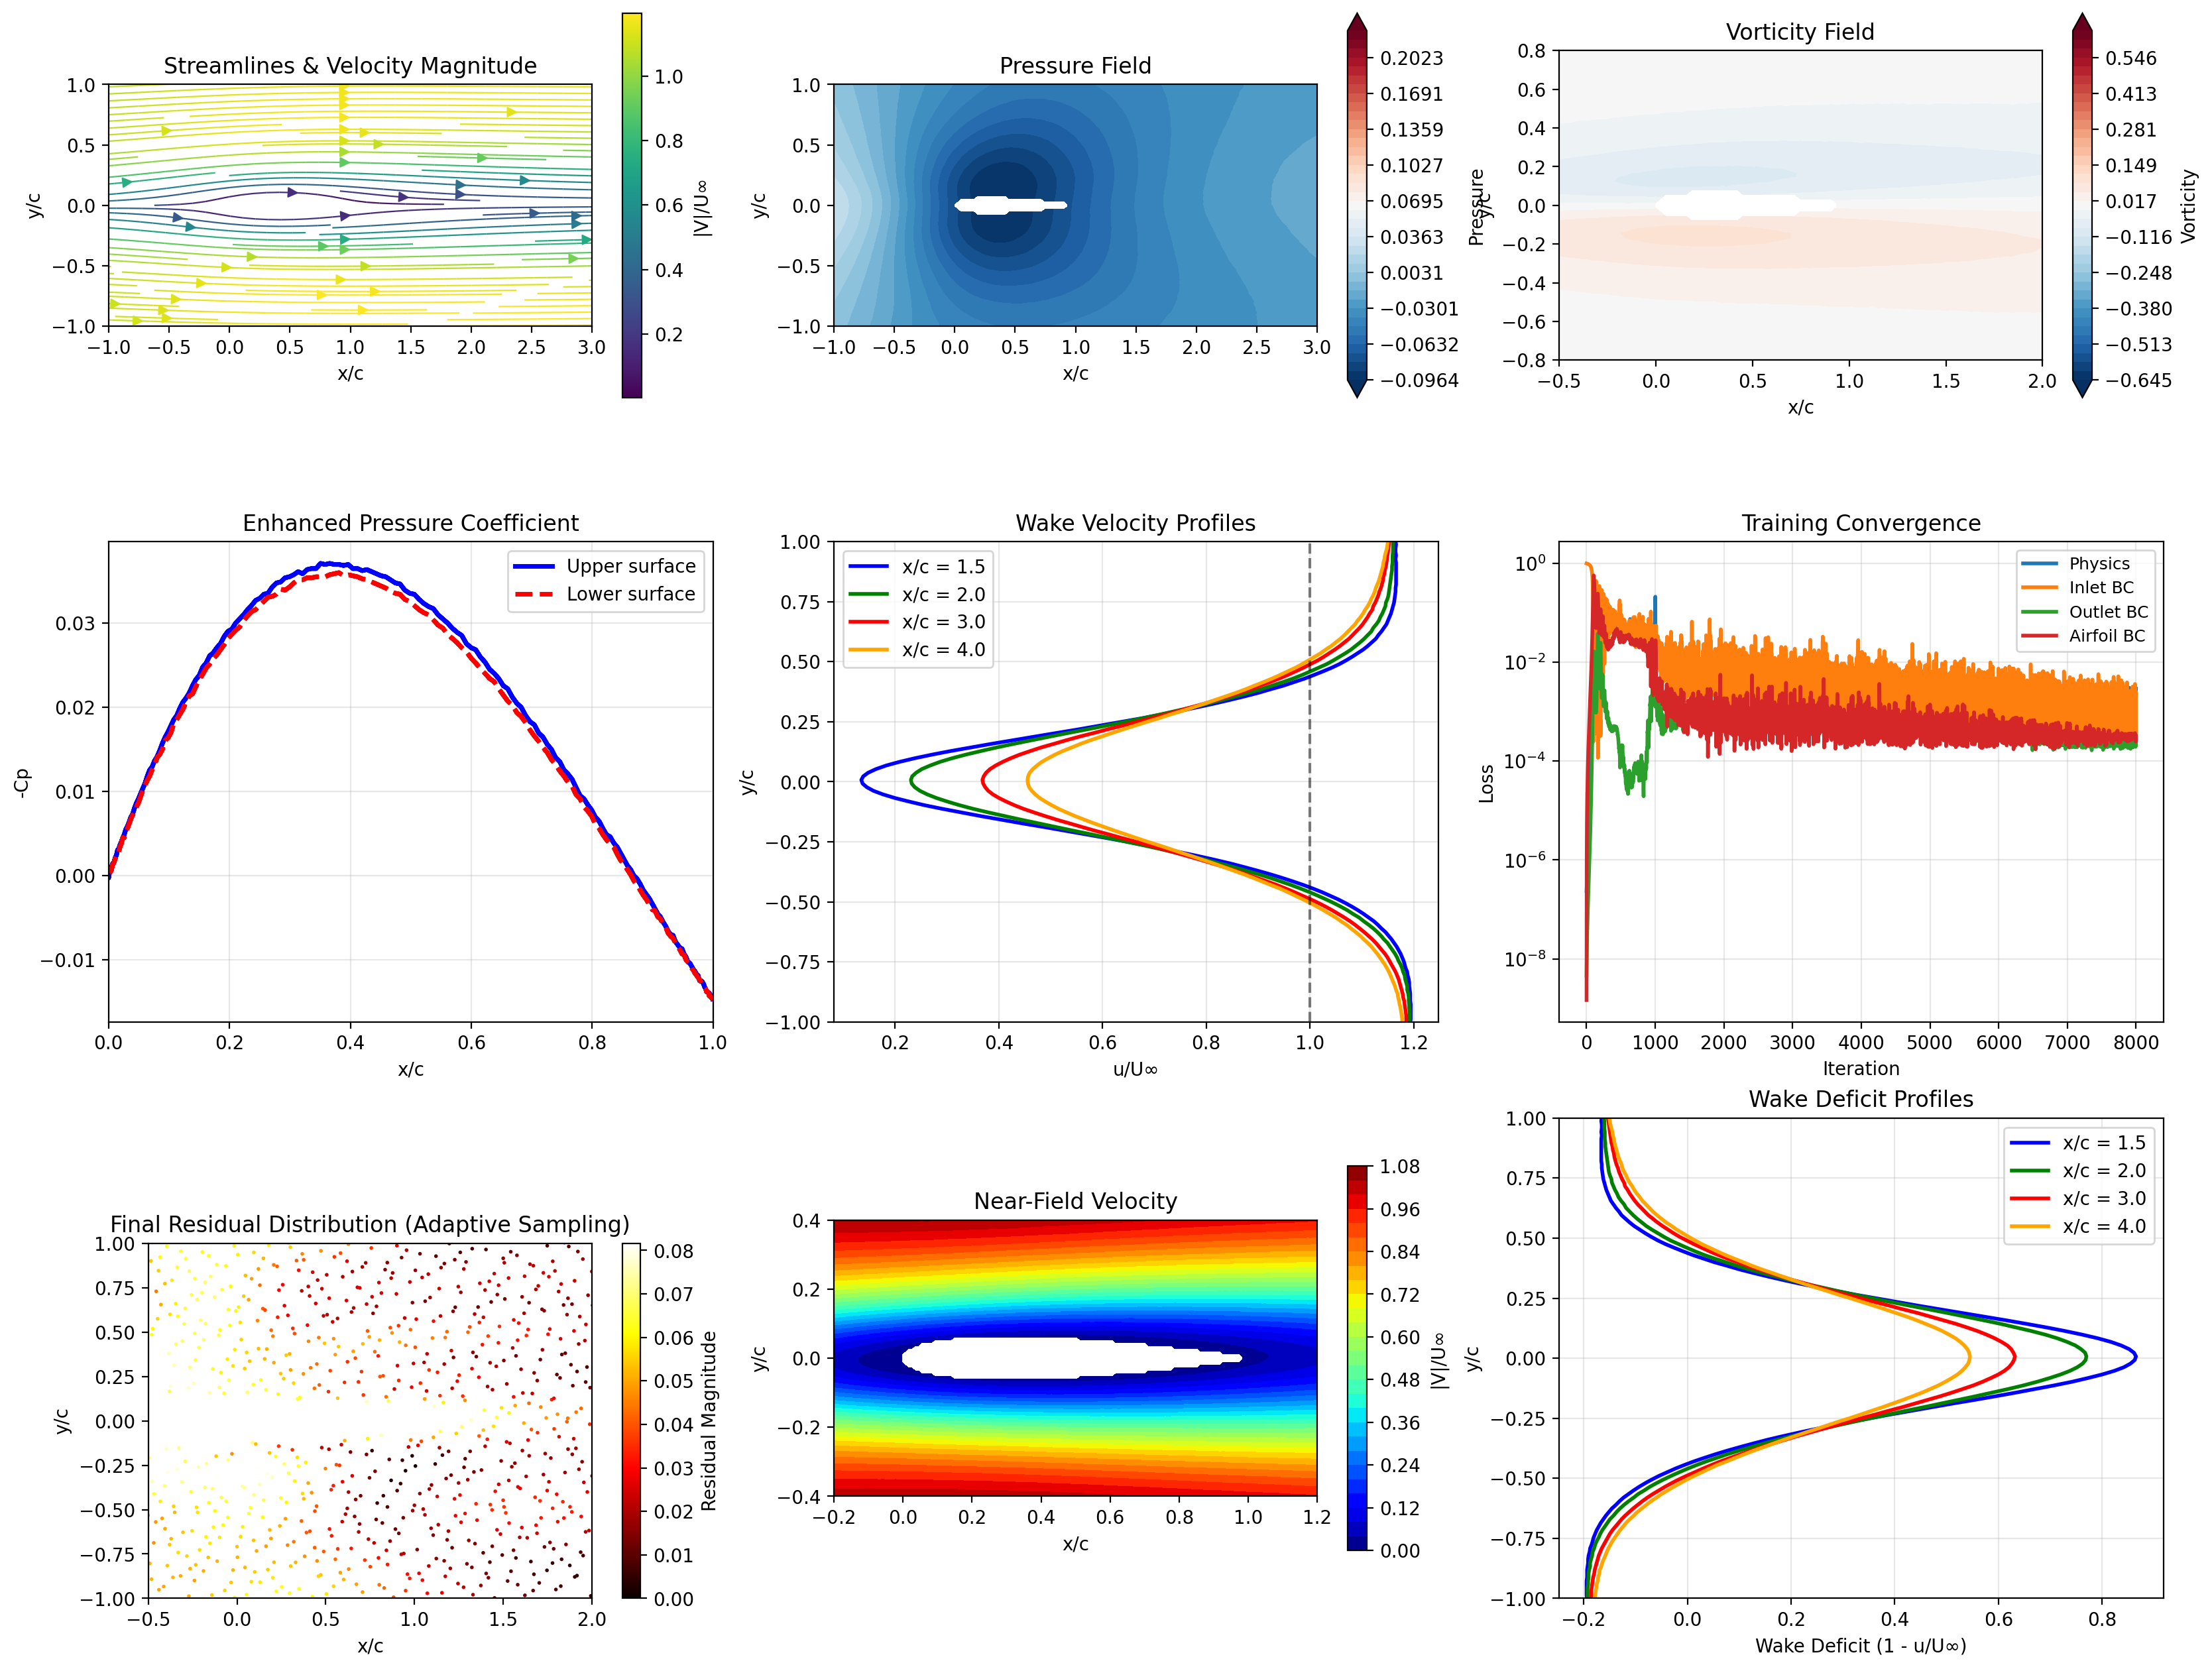 Streamlines & Velocity Magnitude
1.0
0.5
0.0
−0.5
−1.0
y/c
−1.0 −0.5 0.0 0.5 1.0 1.5 2.0 2.5 3.0
x/c
1.0
0.8
0.6
0.4
0.2
|V|/U∞
Pressure Field
1.0
0.5
0.0
−0.5
−1.0
y/c
−1.0 −0.5 0.0 0.5 1.0 1.5 2.0 2.5 3.0
x/c
0.2023
0.1691
0.1359
0.1027
0.0695
0.0363
0.0031
−0.0301
−0.0632
−0.0964
Pressure
Vorticity Field
0.8
0.6
0.4
0.2
0.0
−0.2
−0.4
−0.6
−0.8
y/c
−0.5 0.0 0.5 1.0 1.5 2.0
x/c
0.546
0.413
0.281
0.149
0.017
−0.116
−0.248
−0.380
−0.513
−0.645
Vorticity
Enhanced Pressure Coefficient
Upper surface
Lower surface
0.03
0.02
0.01
0.00
−0.01
-Cp
0.0 0.2 0.4 0.6 0.8 1.0
x/c
Wake Velocity Profiles
x/c = 1.5
x/c = 2.0
x/c = 3.0
x/c = 4.0
1.00
0.75
0.50
0.25
0.00
−0.25
−0.50
−0.75
−1.00
y/c
0.2 0.4 0.6 0.8 1.0 1.2
u/U∞
Training Convergence
Physics
Inlet BC
Outlet BC
Airfoil BC
10⁰
10⁻²
10⁻⁴
10⁻⁶
10⁻⁸
Loss
0 1000 2000 3000 4000 5000 6000 7000 8000
Iteration
Final Residual Distribution (Adaptive Sampling)
1.00
0.75
0.50
0.25
0.00
−0.25
−0.50
−0.75
−1.00
y/c
−0.5 0.0 0.5 1.0 1.5 2.0
x/c
0.08
0.07
0.06
0.05
0.04
0.03
0.02
0.01
0.00
Residual Magnitude
Near-Field Velocity
0.4
0.2
0.0
−0.2
−0.4
y/c
−0.2 0.0 0.2 0.4 0.6 0.8 1.0 1.2
x/c
1.08
0.96
0.84
0.72
0.60
0.48
0.36
0.24
0.12
0.00
|V|/U∞
Wake Deficit Profiles
x/c = 1.5
x/c = 2.0
x/c = 3.0
x/c = 4.0
1.00
0.75
0.50
0.25
0.00
−0.25
−0.50
−0.75
−1.00
y/c
−0.2 0.0 0.2 0.4 0.6 0.8
Wake Deficit (1 - u/U∞)